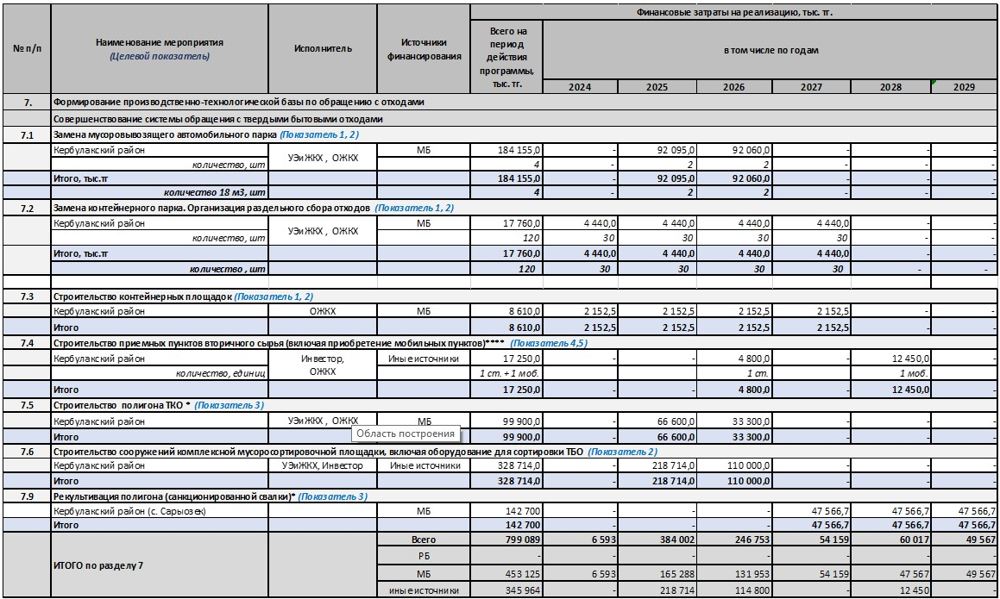 № п/п Наименование мероприятия (Целевой показатель) Исполнитель Источники финансирования Финансовые затраты на реализацию, тыс. тг.
Всего на период действия программы, тыс. тг. в том числе по годам
2024 2025 2026 2027 2028 2029
7. Формирование производственно-технологической базы по обращению с отходами
Совершенствование системы обращения с твердыми бытовыми отходами
7.1 Замена мусоровывозящего автомобильного парка (Показатель 1, 2)
Кербулакский район УЭиЖКХ , ОЖКХ МБ 184 155,0 - 92 095,0 92 060,0 - - -
количество, шт 4 - 2 2 - - -
Итого, тыс.тг 184 155,0 - 92 095,0 92 060,0 - - -
количество 18 м3, шт 4 - 2 2 - - -
7.2 Замена контейнерного парка. Организация раздельного сбора отходов (Показатель 1, 2)
Кербулакский район УЭиЖКХ , ОЖКХ МБ 17 760,0 4 440,0 4 440,0 4 440,0 4 440,0 - -
количество, шт 120 30 30 30 30 - -
Итого, тыс.тг 17 760,0 4 440,0 4 440,0 4 440,0 4 440,0 - -
количество , шт 120 30 30 30 30 - -
7.3 Строительство контейнерных площадок (Показатель 1, 2)
Кербулакский район ОЖКХ МБ 8 610,0 2 152,5 2 152,5 2 152,5 2 152,5 - -
Итого 8 610,0 2 152,5 2 152,5 2 152,5 2 152,5 - -
7.4 Строительство приемных пунктов вторичного сырья (включая приобретение мобильных пунктов)**** (Показатель 4,5)
Кербулакский район Инвестор, ОЖКХ Иные источники 17 250,0 - - 4 800,0 - 12 450,0 -
количество, единиц 1 ст. + 1 моб. 1 ст. 1 моб. -
Итого 17 250,0 - - 4 800,0 - 12 450,0 -
7.5 Строительство полигона ТКО * (Показатель 3)
Кербулакский район УЭиЖКХ , ОЖКХ МБ 99 900,0 - 66 600,0 33 300,0 - - -
Область построения
Итого 99 900,0 - 66 600,0 33 300,0 - - -
7.6 Строительство сооружений комплексной мусоросортировочной площадки, включая оборудование для сортировки ТБО (Показатель 2)
Кербулакский район УЭиЖКХ, Инвестор Иные источники 328 714,0 - 218 714,0 110 000,0 - - -
Итого 328 714,0 - 218 714,0 110 000,0 - - -
7.9 Рекультивация полигона (санкционированной свалки)* (Показатель 3)
Кербулакский район (с. Сарыозек) МБ 142 700 - - - 47 566,7 47 566,7 47 566,7
Итого 142 700 - - - 47 566,7 47 566,7 47 566,7
ИТОГО по разделу 7 Всего 799 089 6 593 384 002 246 753 54 159 60 017 49 567
РБ - - - - - - -
МБ 453 125 6 593 165 288 131 953 54 159 47 567 49 567
иные источники 345 964 - 218 714 114 800 - 12 450 -